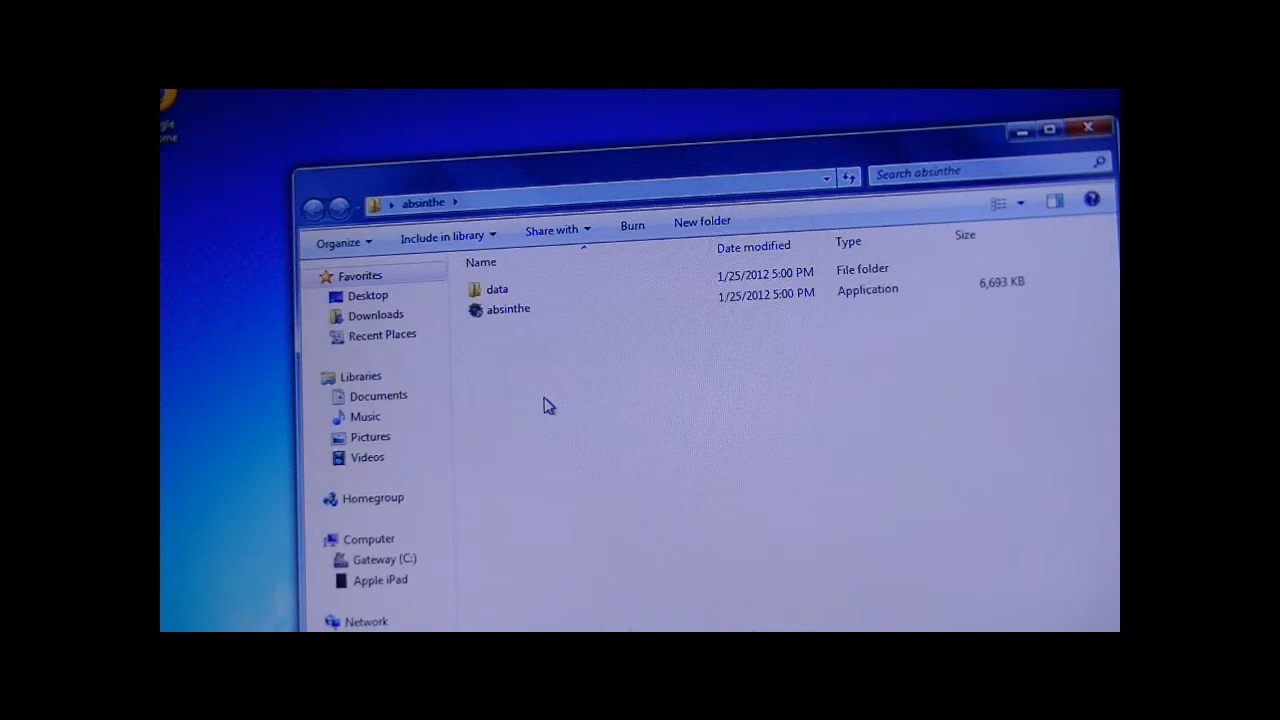 gle
me
absinthe
Search absinthe
Organize Include in library Share with Burn New folder
Name Date modified Type Size
data 1/25/2012 5:00 PM File folder
absinthe 1/25/2012 5:00 PM Application 6,693 KB
Favorites
Desktop
Downloads
Recent Places
Libraries
Documents
Music
Pictures
Videos
Homegroup
Computer
Gateway (C:)
Apple iPad
Network